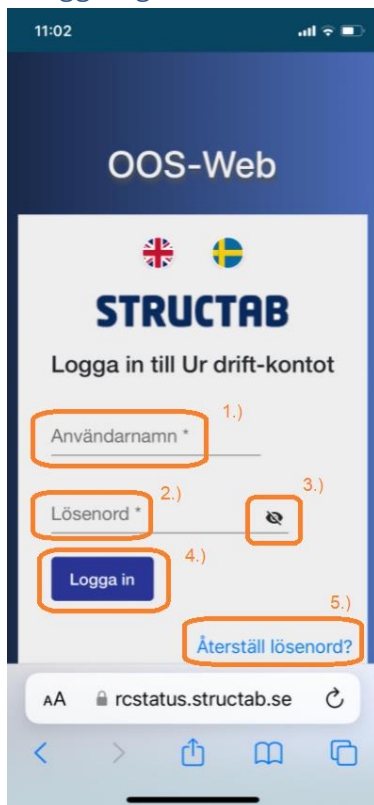 11:02
OOS-Web
STRUCTAB
Logga in till Ur drift-kontot
1.)
Användarnamn *
2.)
3.)
Lösenord *
4.)
Logga in
5.)
Återställ lösenord?
AA rcstatus.structab.se